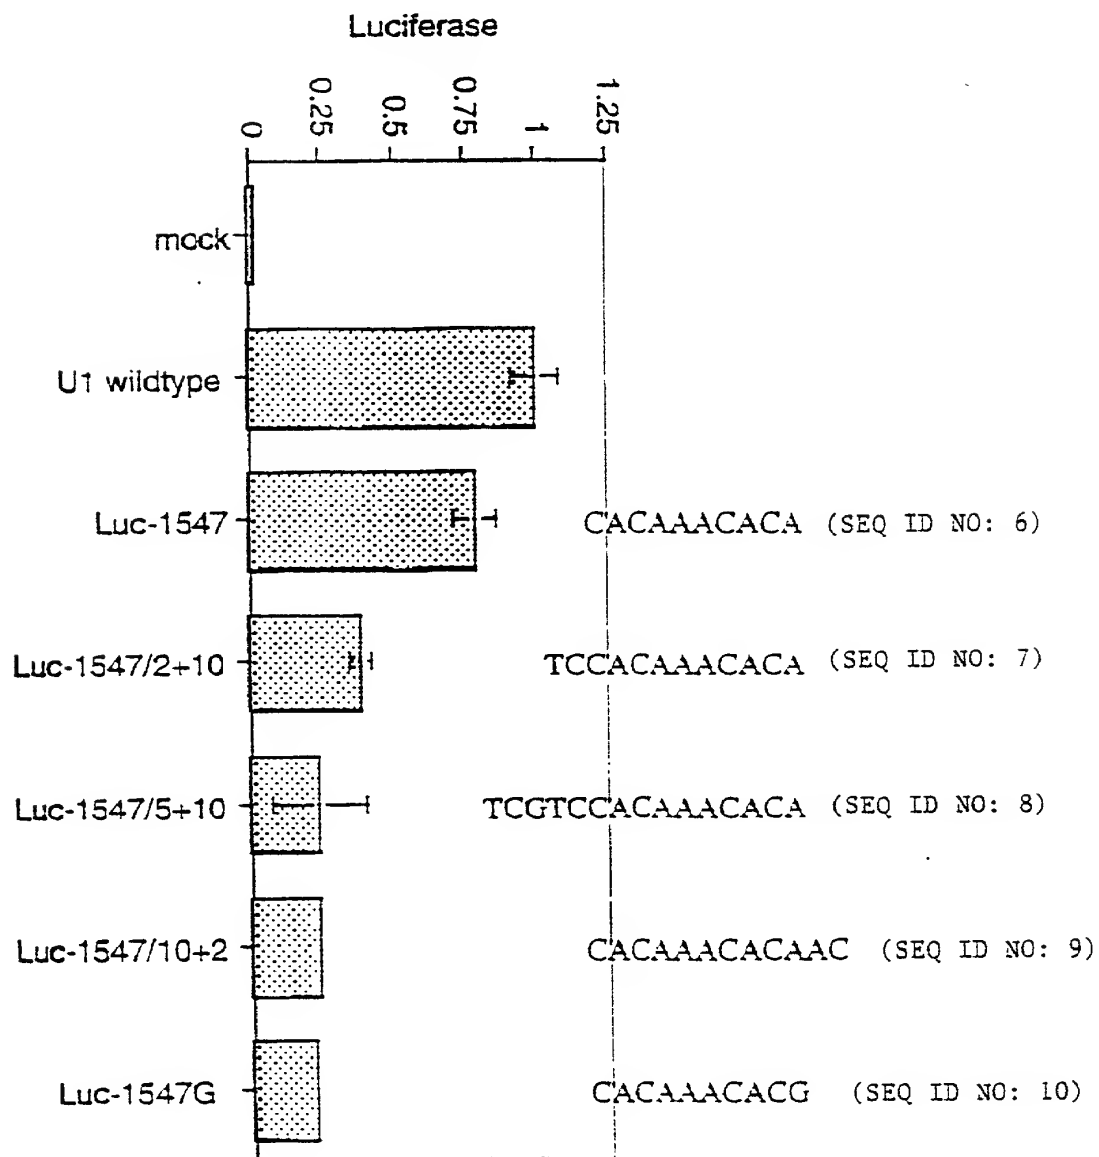 Luciferase
0
0.25
0.5
0.75
1
1.25
mock
U1 wildtype
Luc-1547 CACAAACACA (SEQ ID NO: 6)
Luc-1547/2+10 TCCACAAACACA (SEQ ID NO: 7)
Luc-1547/5+10 TCGTCCACAAACACA (SEQ ID NO: 8)
Luc-1547/10+2 CACAAACACAAC (SEQ ID NO: 9)
Luc-1547G CACAAACACG (SEQ ID NO: 10)